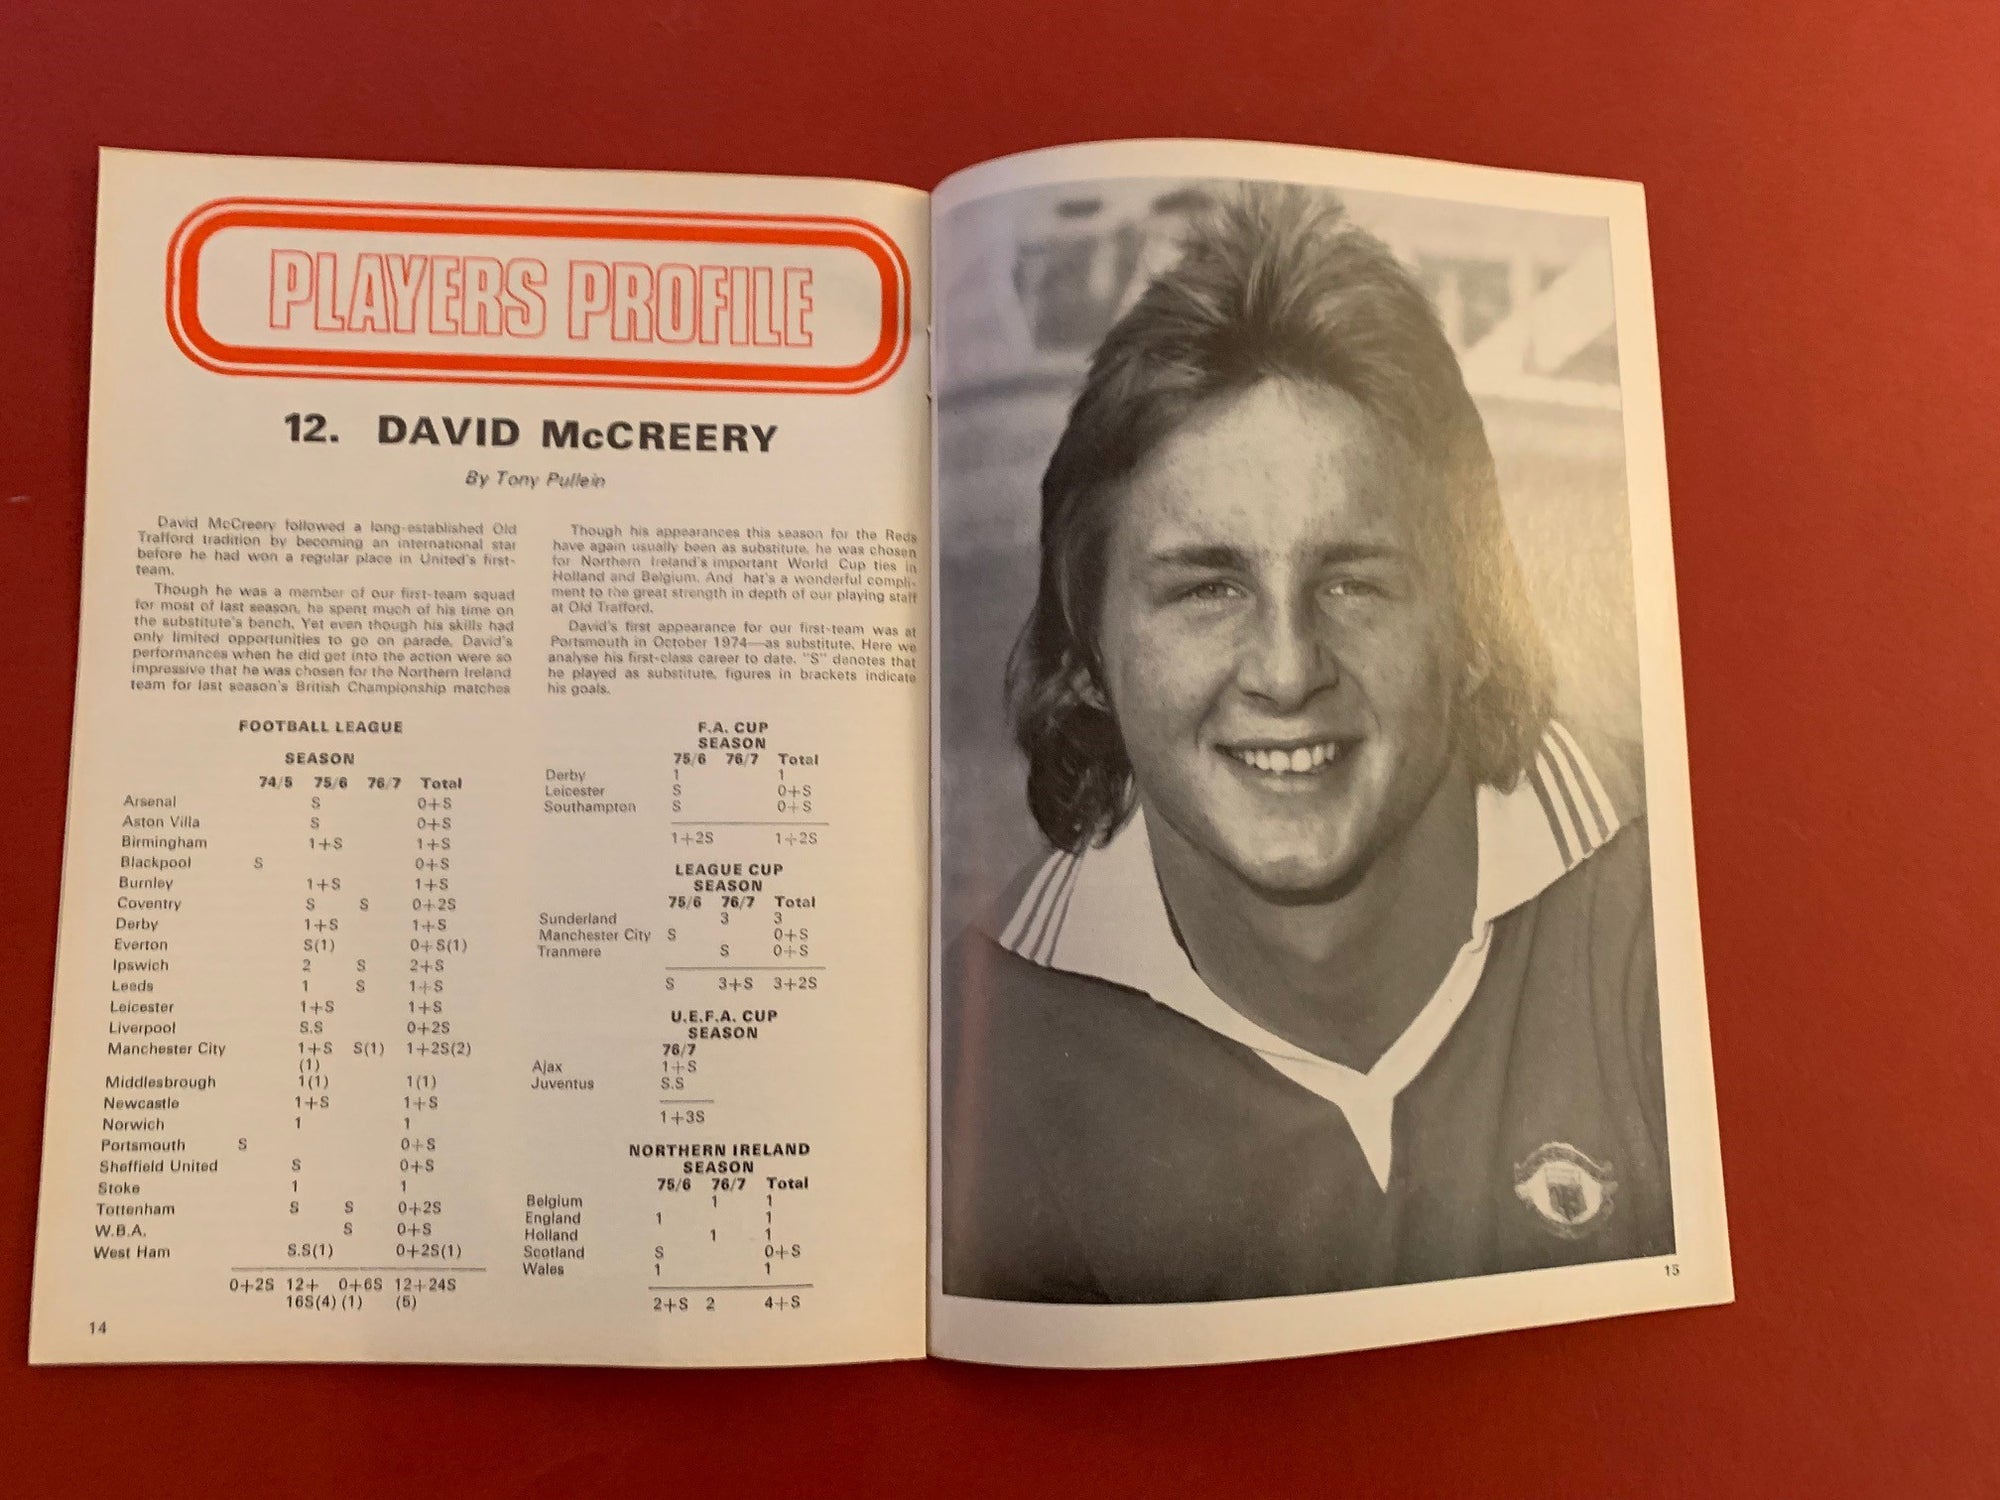 PLAYERS PROFILE
12. DAVID McCREERY
By Tony Pullein
David McCreery followed a long-established Old
Trafford tradition by becoming an international star
before he had won a regular place in United's first-
team.
Though he was a member of our first-team squad
for most of last season, he spent much of his time on
the substitute's bench. Yet even though his skills had
only limited opportunities to go on parade, David's
performances when he did get into the action were so
impressive that he was chosen for the Northern Ireland
team for last season's British Championship matches
Though his appearances this season for the Reds
have again usually been as substitute, he was chosen
for Northern Ireland's important World Cup ties in
Holland and Belgium. And hat's a wonderful compli-
ment to the great strength in depth of our playing staff
at Old Trafford.
David's first appearance for our first-team was at
Portsmouth in October 1974—as substitute. Here we
analyse his first-class career to date. "S" denotes that
he played as substitute, figures in brackets indicate
his goals.
FOOTBALL LEAGUE
SEASON
74/5 75/6 76/7 Total
Arsenal S 0+S
Aston Villa S 0+S
Birmingham 1+S 1+S
Blackpool S 0+S
Burnley 1+S 1+S
Coventry S S 0+2S
Derby 1+S 1+S
Everton S(1) 0+S(1)
Ipswich 2 S 2+S
Leeds 1 S 1+S
Leicester 1+S 1+S
Liverpool S.S 0+2S
Manchester City 1+S S(1) 1+2S(2)
(1)
Middlesbrough 1(1) 1(1)
Newcastle 1+S 1+S
Norwich 1 1
Portsmouth S 0+S
Sheffield United S 0+S
Stoke 1 1
Tottenham S S 0+2S
W.B.A. S 0+S
West Ham S.S(1) 0+2S(1)
0+2S 12+ 0+6S 12+24S
16S(4) (1) (5)
14
F.A. CUP
SEASON
75/6 76/7 Total
Derby 1 1
Leicester S 0+S
Southampton S 0+S
1+2S 1+2S
LEAGUE CUP
SEASON
75/6 76/7 Total
Sunderland 3 3
Manchester City S 0+S
Tranmere S 0+S
S 3+S 3+2S
U.E.F.A. CUP
SEASON
76/7
Ajax 1+S
Juventus S.S
1+3S
NORTHERN IRELAND
SEASON
75/6 76/7 Total
Belgium 1 1
England 1 1
Holland 1 1
Scotland S 0+S
Wales 1 1
2+S 2 4+S
15